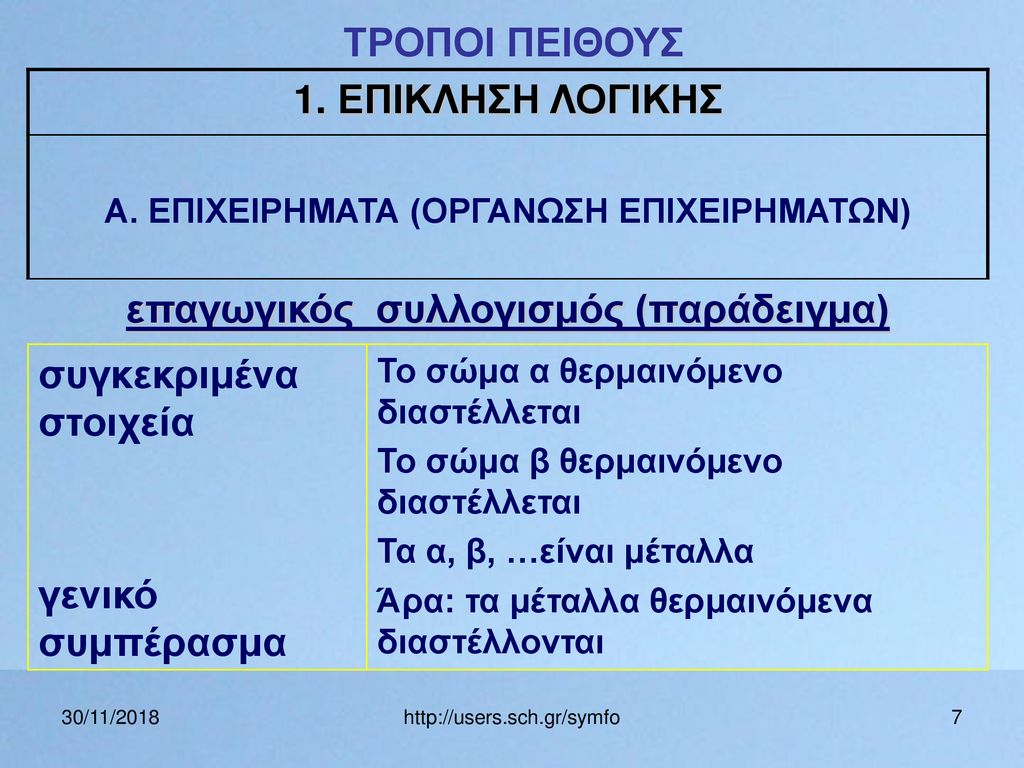 ΤΡΟΠΟΙ ΠΕΙΘΟΥΣ
1. ΕΠΙΚΛΗΣΗ ΛΟΓΙΚΗΣ
Α. ΕΠΙΧΕΙΡΗΜΑΤΑ (ΟΡΓΑΝΩΣΗ ΕΠΙΧΕΙΡΗΜΑΤΩΝ)
επαγωγικός συλλογισμός (παράδειγμα)
συγκεκριμένα
στοιχεία
γενικό
συμπέρασμα
Το σώμα α θερμαινόμενο
διαστέλλεται
Το σώμα β θερμαινόμενο
διαστέλλεται
Τα α, β, …είναι μέταλλα
Άρα: τα μέταλλα θερμαινόμενα
διαστέλλονται
30/11/2018
http://users.sch.gr/symfo
7